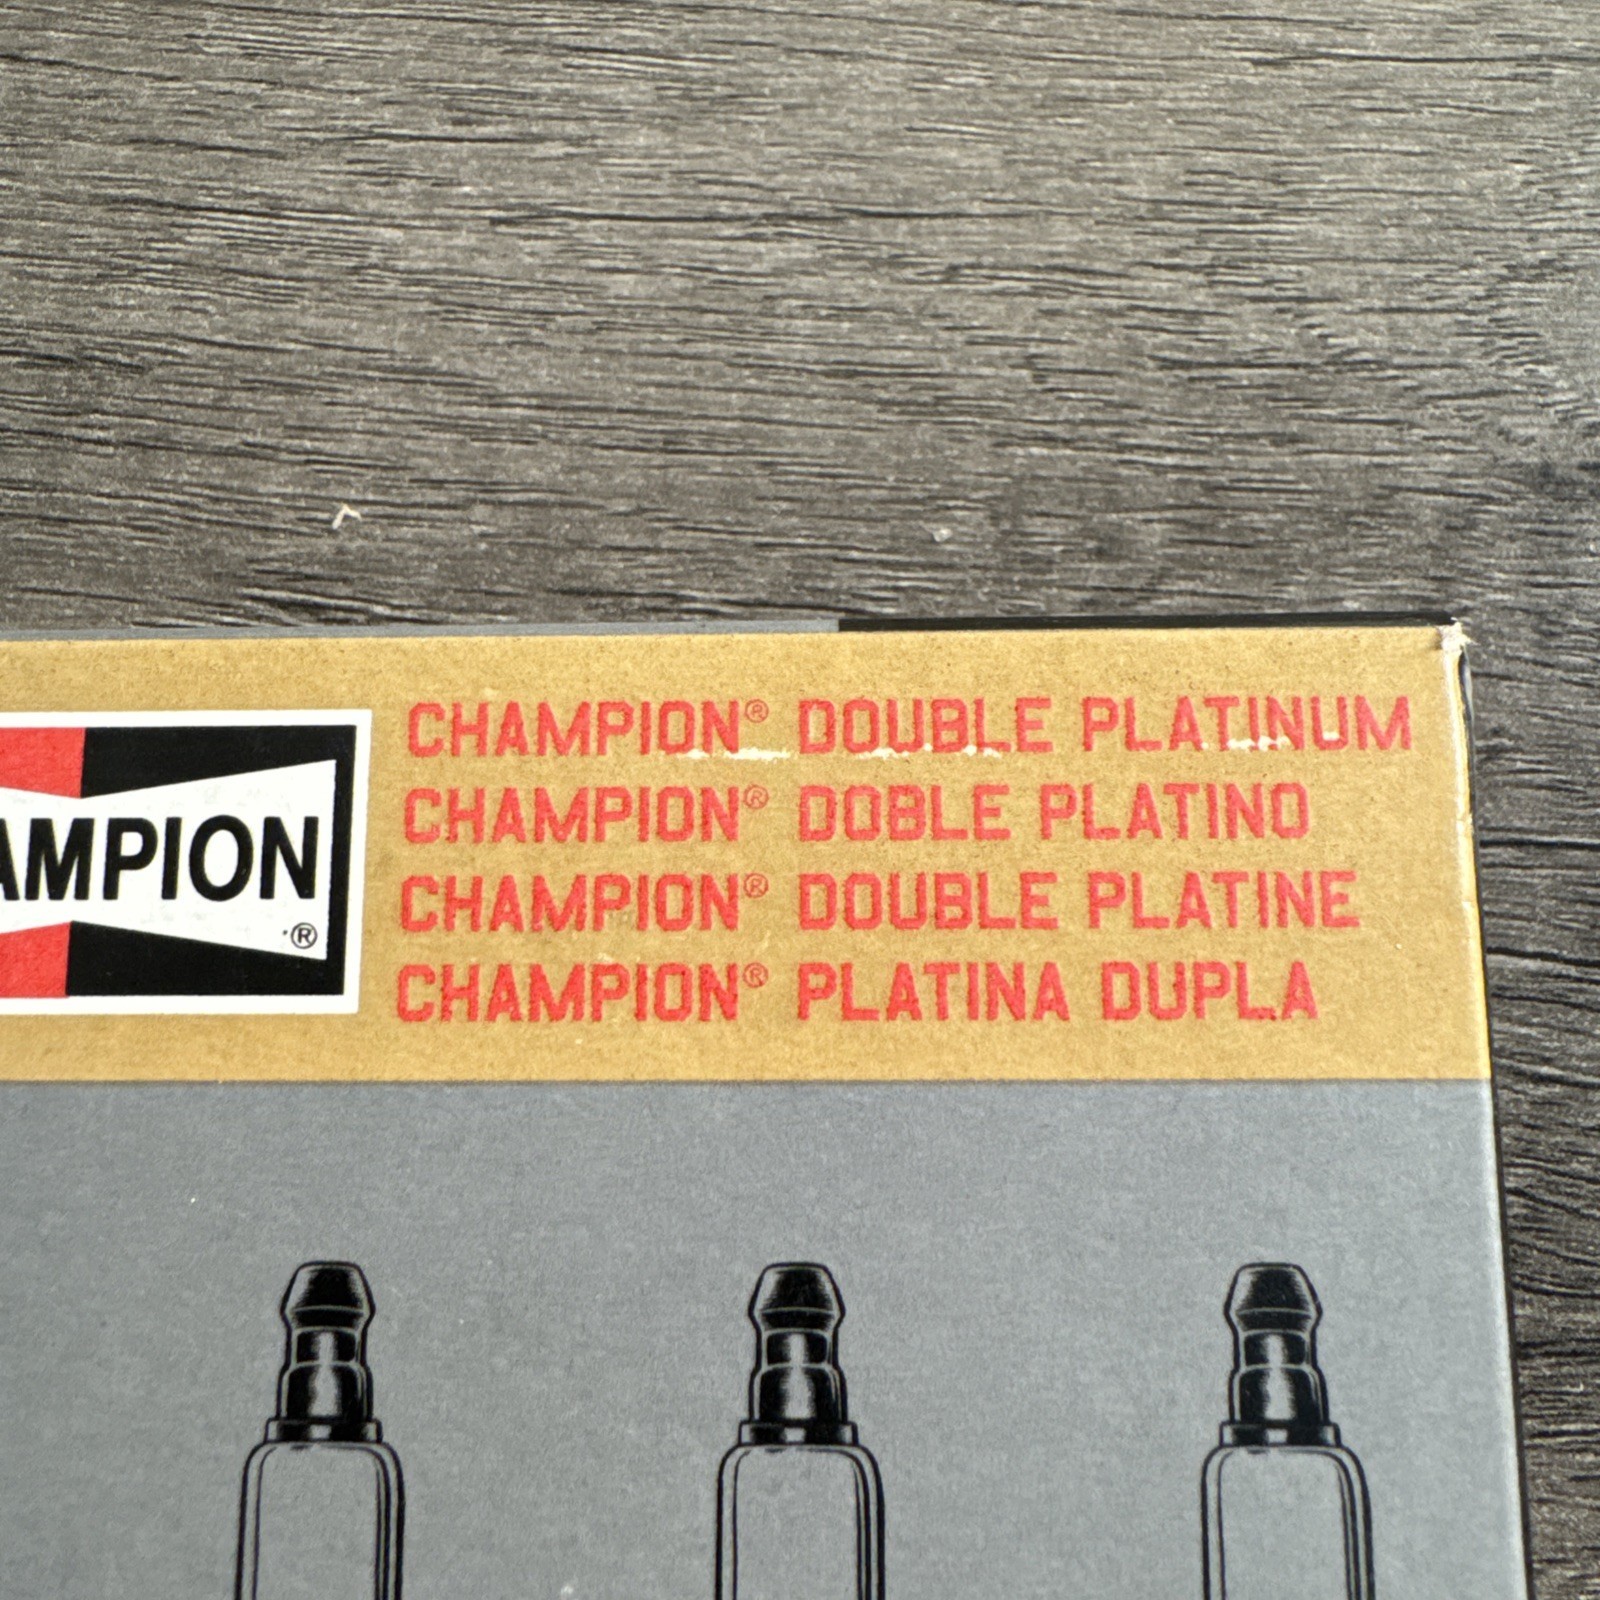 AMPION
®
CHAMPION® DOUBLE PLATINUM
CHAMPION® DOBLE PLATINO
CHAMPION® DOUBLE PLATINE
CHAMPION® PLATINA DUPLA